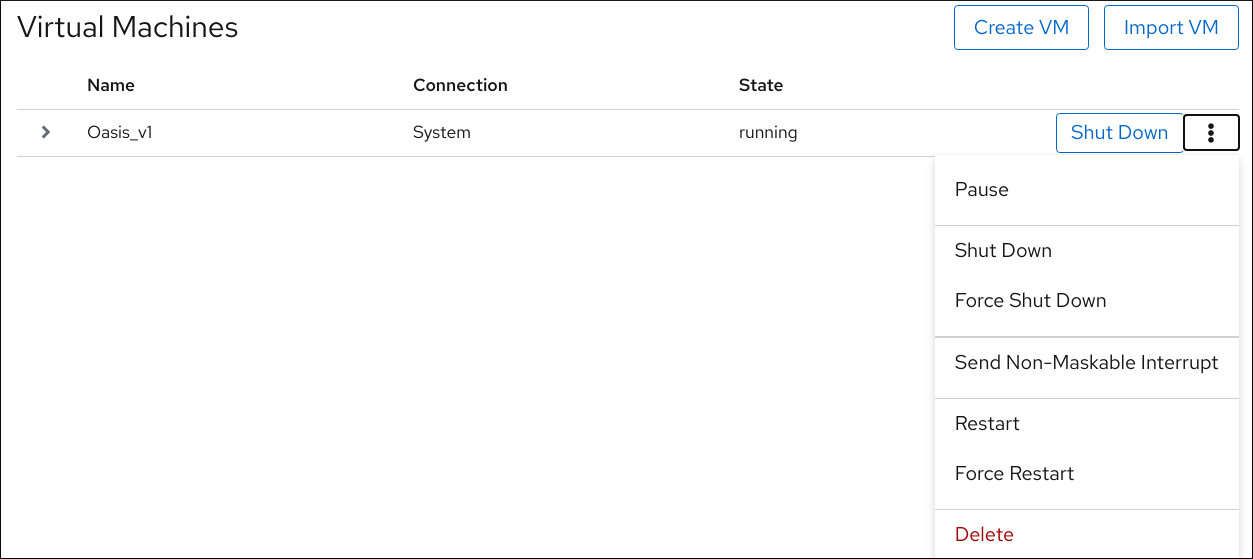 Virtual Machines Create VM Import VM
Name Connection State
Oasis_v1 System running Shut Down
Pause
Shut Down
Force Shut Down
Send Non-Maskable Interrupt
Restart
Force Restart
Delete